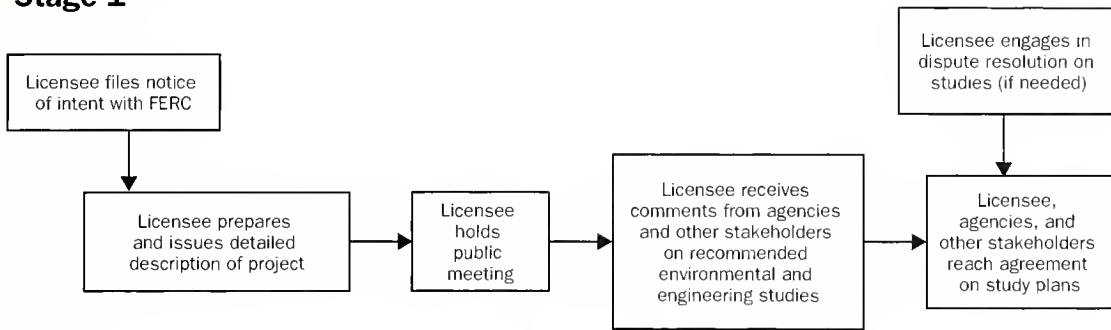 Stage 1
Licensee files notice
of intent with FERC
Licensee prepares
and issues detailed
description of project
Licensee
holds
public
meeting
Licensee receives
comments from agencies
and other stakeholders
on recommended
environmental and
engineering studies
Licensee engages in
dispute resolution on
studies (if needed)
Licensee,
agencies, and
other stakeholders
reach agreement
on study plans